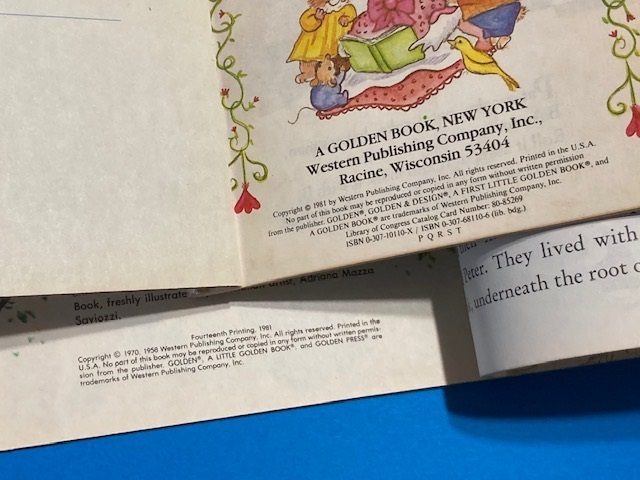 A GOLDEN BOOK, NEW YORK
Western Publishing Company, Inc.,
Racine, Wisconsin 53404
Copyright © 1981 by Western Publishing Company, Inc. All rights reserved. Printed in the U.S.A.
No part of this book may be reproduced or copied in any form without written permission
from the publisher. GOLDEN®, GOLDEN & DESIGN®, A FIRST LITTLE GOLDEN BOOK®, and
A GOLDEN BOOK® are trademarks of Western Publishing Company, Inc.
Library of Congress Catalog Card Number: 80-85269
ISBN 0-307-10110-X / ISBN 0-307-68110-6 (lib. bdg.)
P Q R S T
Peter. They lived with
underneath the root
artist, Adriana Mazza
Book, freshly illustrate
Saviozzi.
Fourteenth Printing, 1981
Copyright © 1970, 1958 Western Publishing Company, Inc. All rights reserved. Printed in the
U.S.A. No part of this book may be reproduced or copied in any form without written permis-
sion from the publisher. GOLDEN®, A LITTLE GOLDEN BOOK®, and GOLDEN PRESS® are
trademarks of Western Publishing Company, Inc.